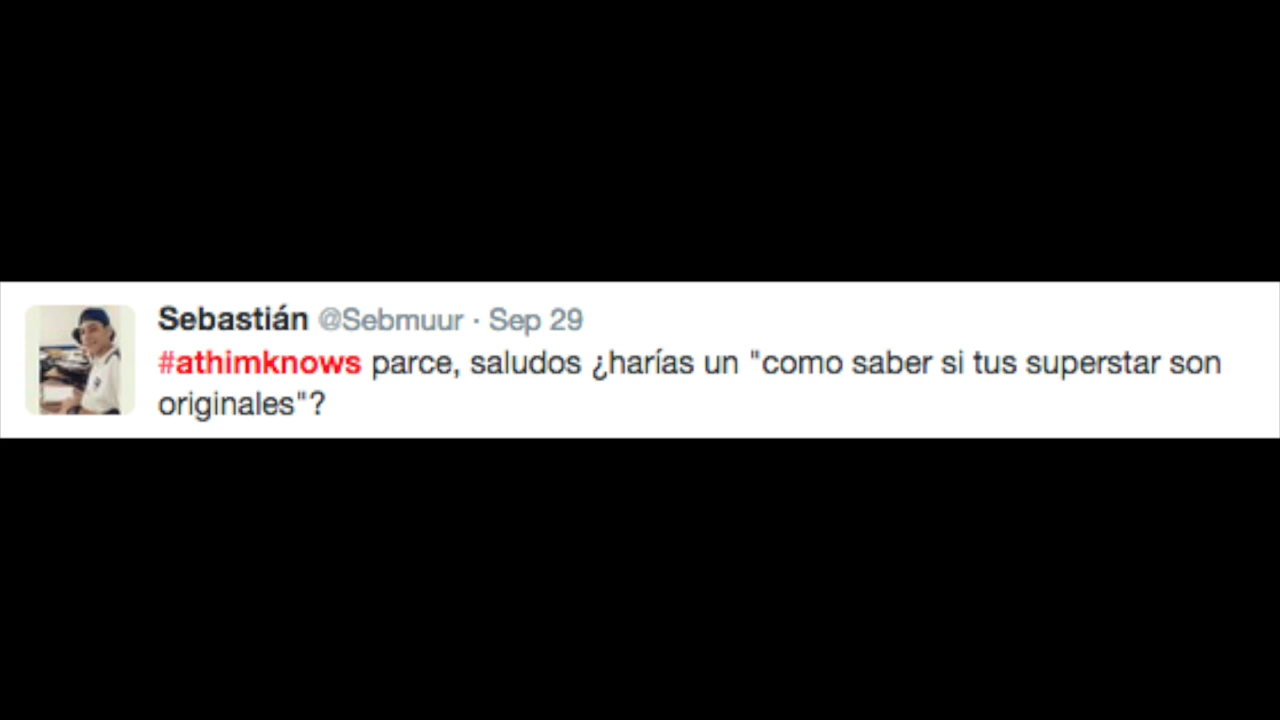 Sebastián @Sebmuur · Sep 29
#athimknows parce, saludos ¿harías un "como saber si tus superstar son
originales"?